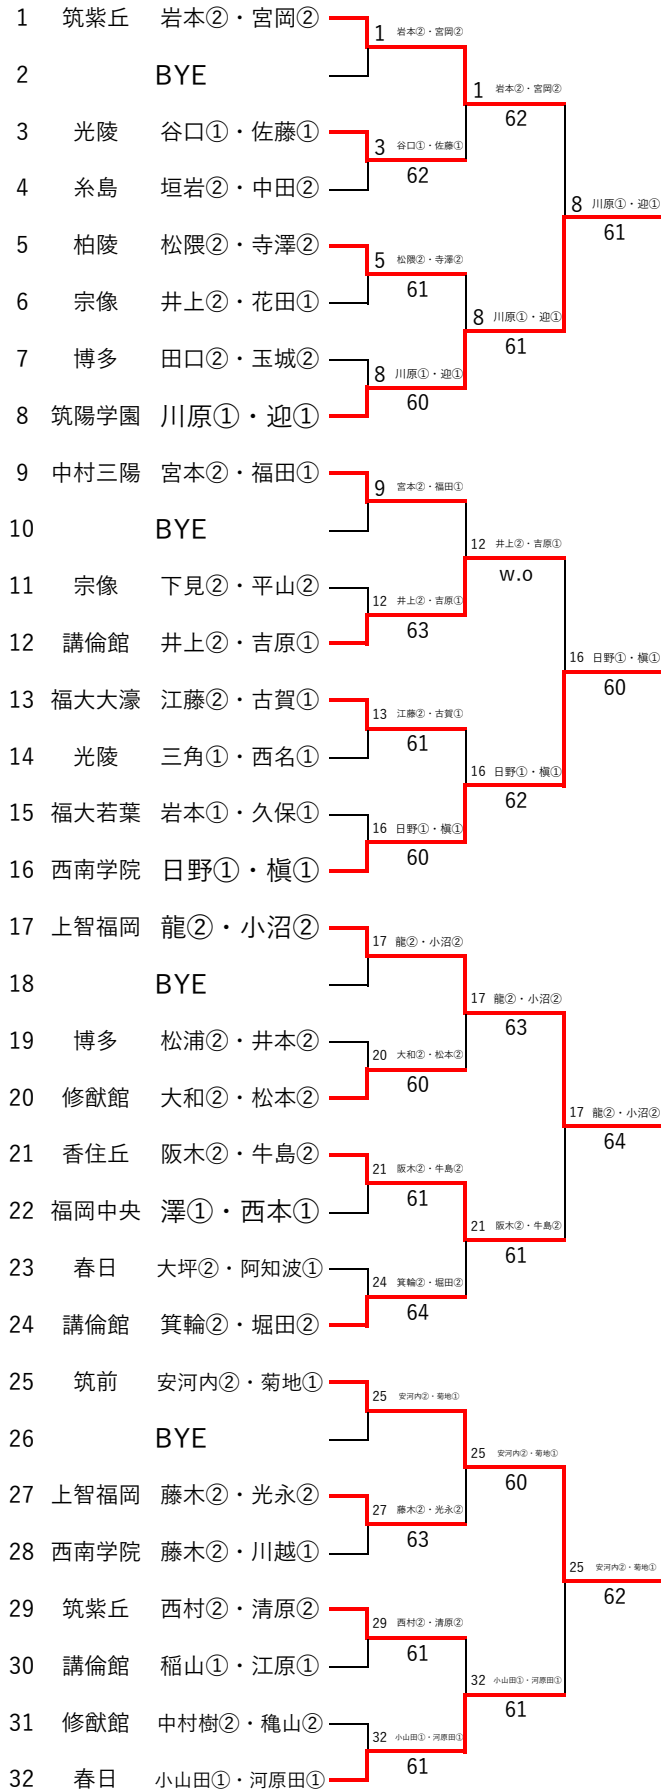 1 筑紫丘 岩本②・宮岡②
1 岩本②・宮岡②
2 BYE
1 岩本②・宮岡②
62
3 光陵 谷口①・佐藤①
3 谷口①・佐藤①
62
4 糸島 垣岩②・中田②
8 川原①・迎①
61
5 柏陵 松隈②・寺澤②
5 松隈②・寺澤②
61
6 宗像 井上②・花田①
8 川原①・迎①
61
7 博多 田口②・玉城②
8 川原①・迎①
60
8 筑陽学園 川原①・迎①
9 中村三陽 宮本②・福田①
9 宮本②・福田①
10 BYE
12 井上②・吉原①
w.o
11 宗像 下見②・平山②
12 井上②・吉原①
63
12 講倫館 井上②・吉原①
16 日野①・槇①
60
13 福大大濠 江藤②・古賀①
13 江藤②・古賀①
61
14 光陵 三角①・西名①
16 日野①・槇①
62
15 福大若葉 岩本①・久保①
16 日野①・槇①
60
16 西南学院 日野①・槇①
17 上智福岡 龍②・小沼②
17 龍②・小沼②
18 BYE
17 龍②・小沼②
63
19 博多 松浦②・井本②
20 大和②・松本②
60
20 修猷館 大和②・松本②
17 龍②・小沼②
64
21 香住丘 阪木②・牛島②
21 阪木②・牛島②
61
22 福岡中央 澤①・西本①
21 阪木②・牛島②
61
23 春日 大坪②・阿知波①
24 箕輪②・堀田②
64
24 講倫館 箕輪②・堀田②
25 筑前 安河内②・菊地①
25 安河内②・菊地①
26 BYE
25 安河内②・菊地①
60
27 上智福岡 藤木②・光永②
27 藤木②・光永②
63
28 西南学院 藤木②・川越①
25 安河内②・菊地①
62
29 筑紫丘 西村②・清原②
29 西村②・清原②
61
30 講倫館 稲山①・江原①
32 小山田①・河原田①
61
31 修猷館 中村樹②・穐山②
32 小山田①・河原田①
61
32 春日 小山田①・河原田①